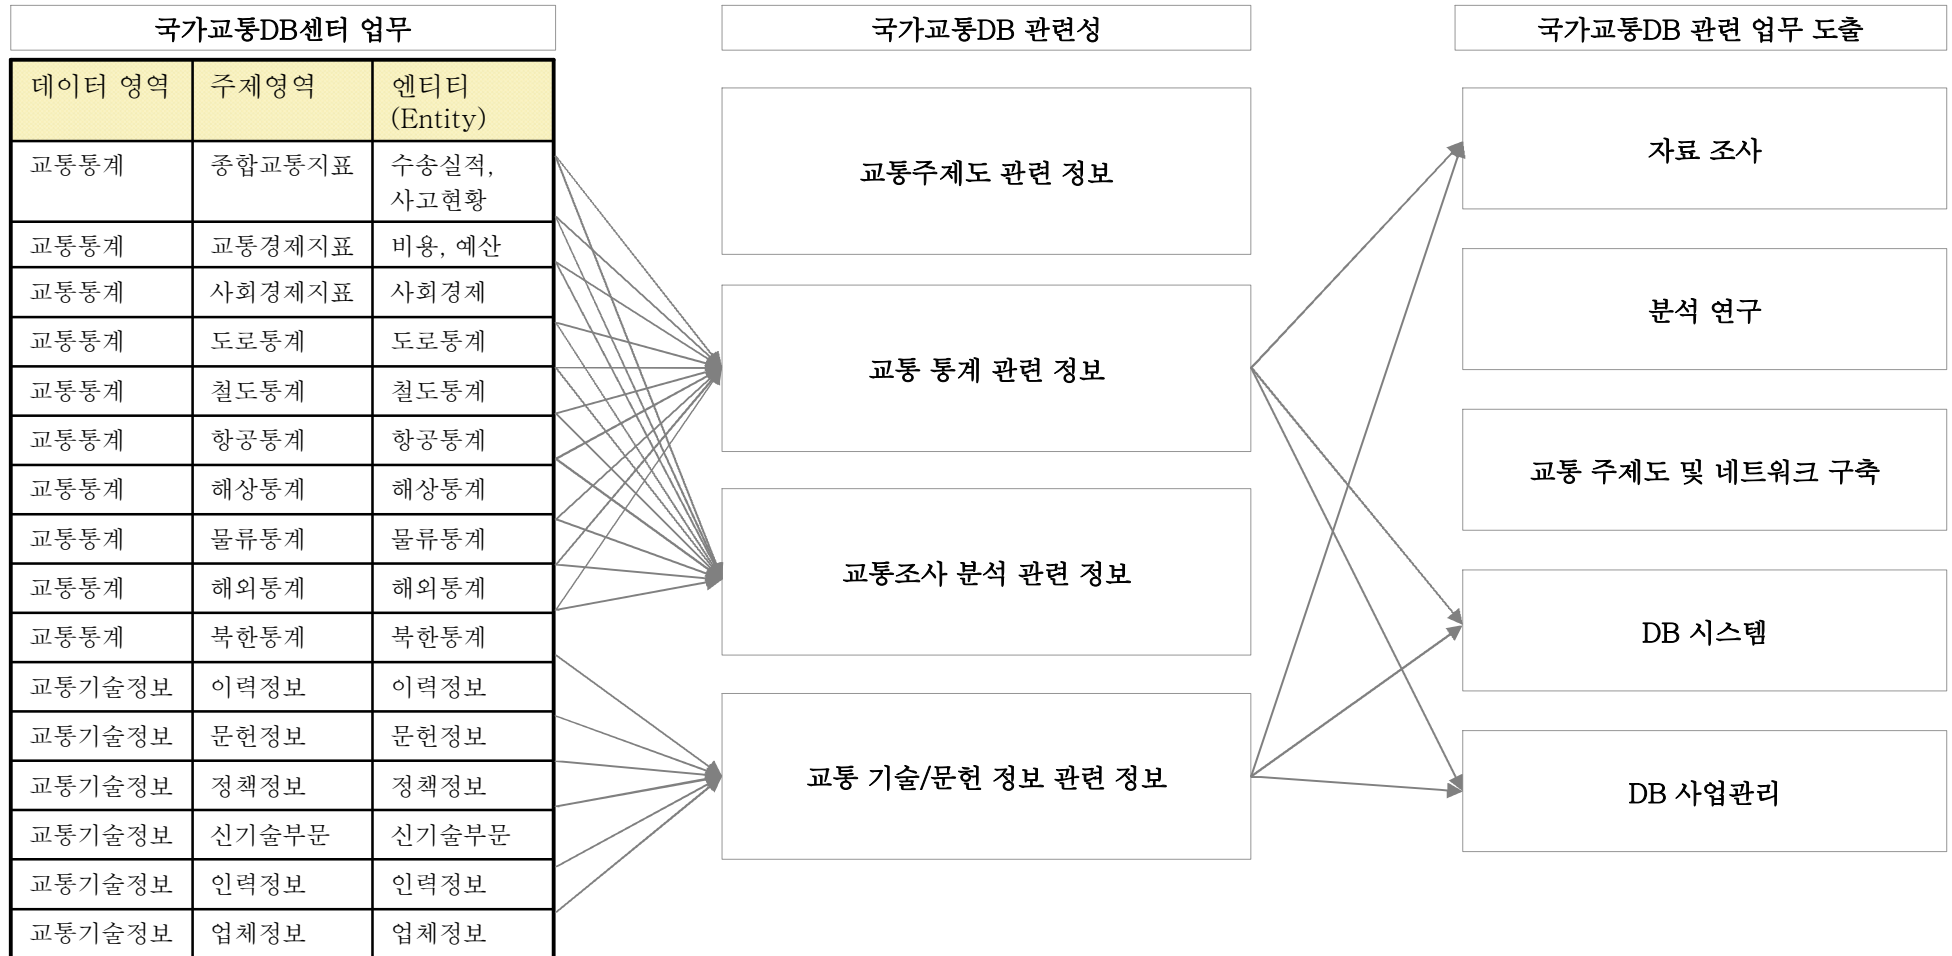 국가교통DB센터 업무
국가교통DB 관련성
국가교통DB 관련 업무 도출
데이터 영역 주제영역 엔티티
(Entity)
교통통계 종합교통지표 수송실적,
사고현황
교통통계 교통경제지표 비용, 예산
교통통계 사회경제지표 사회경제
교통통계 도로통계 도로통계
교통통계 철도통계 철도통계
교통통계 항공통계 항공통계
교통통계 해상통계 해상통계
교통통계 물류통계 물류통계
교통통계 해외통계 해외통계
교통통계 북한통계 북한통계
교통기술정보 이력정보 이력정보
교통기술정보 문헌정보 문헌정보
교통기술정보 정책정보 정책정보
교통기술정보 신기술부문 신기술부문
교통기술정보 인력정보 인력정보
교통기술정보 업체정보 업체정보
교통주제도 관련 정보
교통 통계 관련 정보
교통조사 분석 관련 정보
교통 기술/문헌 정보 관련 정보
자료 조사
분석 연구
교통 주제도 및 네트워크 구축
DB 시스템
DB 사업관리